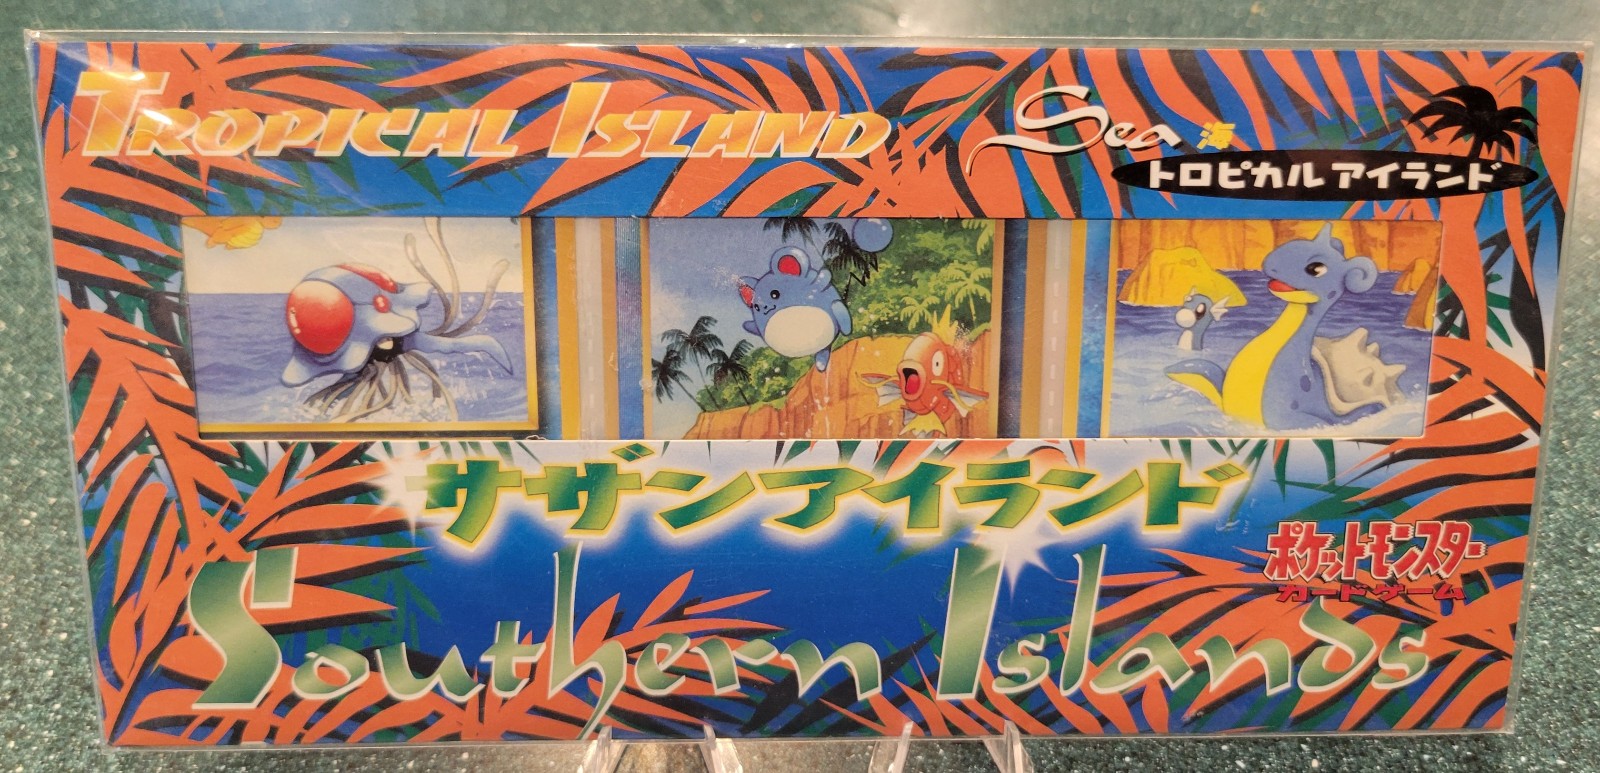 Tropical Island
Sea 海
トロピカル アイランド
サザンアイランド
Southern Islands
ポケットモンスター
カードゲーム